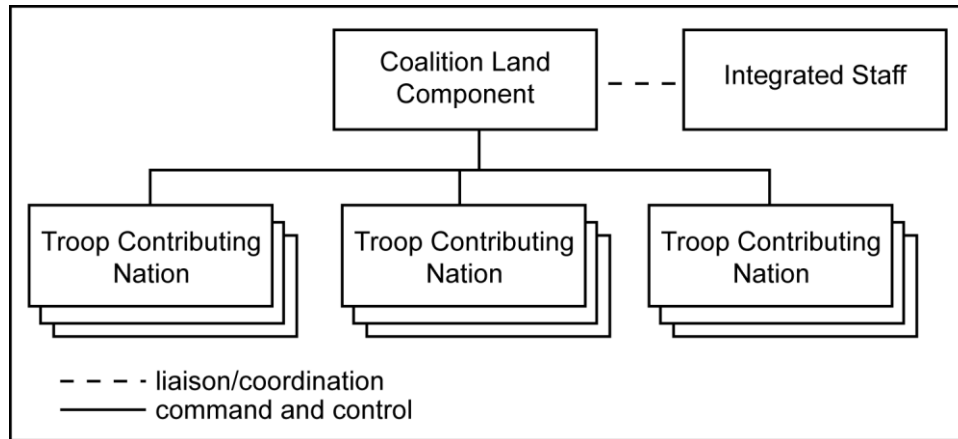 Coalition Land
Component
Integrated Staff
Troop Contributing
Nation
Troop Contributing
Nation
Troop Contributing
Nation
liaison/coordination
command and control